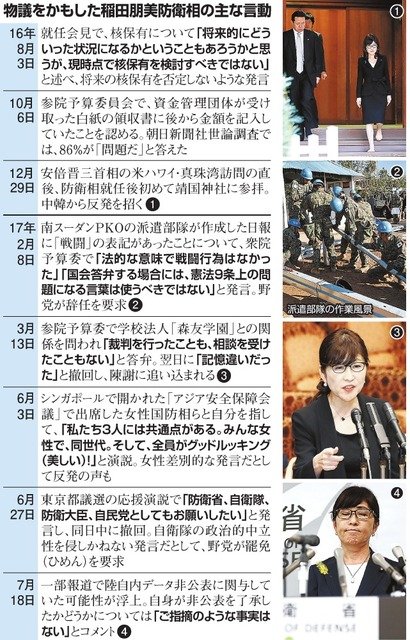 物議をかもした稲田朋美防衛相の主な言動
16年
8月
3日
就任会見で、核保有について「将来的にどう
いった状況になるかということもあろうかと思
うが、現時点で核保有を検討すべきではない」
と述べ、将来の核保有を否定しないような発言
10月
6日
参院予算委員会で、資金管理団体が受け
取った白紙の領収書に後から金額を記入し
ていたことを認める。朝日新聞社世論調査で
は、86%が「問題だ」と答えた
12月
29日
安倍晋三首相の米ハワイ・真珠湾訪問の直
後、防衛相就任後初めて靖国神社に参拝。
中韓から反発を招く❶
17年
2月
8日
南スーダンPKOの派遣部隊が作成した日報
に「戦闘」の表記があったことについて、衆院
予算委で「法的な意味で戦闘行為はなかっ
た」「国会答弁する場合には、憲法9条上の問
題になる言葉は使うべきではない」と発言。野
党が辞任を要求❷
3月
13日
参院予算委で学校法人「森友学園」との関
係を問われ「裁判を行ったことも、相談を受け
たこともない」と答弁。翌日に「記憶違いだっ
た」と撤回し、陳謝に追い込まれる❸
6月
3日
シンガポールで開かれた「アジア安全保障会
議」で出席した女性国防相らと自分を指し
て、「私たち3人には共通点がある。みんな女
性で、同世代。そして、全員がグッドルッキング
(美しい)!」と演説。女性差別的な発言だとし
て反発の声も
6月
27日
東京都議選の応援演説で「防衛省、自衛隊、
防衛大臣、自民党としてもお願いしたい」と発
言し、同日中に撤回。自衛隊の政治的中立
性を侵しかねない発言だとして、野党が罷免
(ひめん)を要求
7月
18日
一部報道で陸自内データ非公表に関与して
いた可能性が浮上。自身が非公表を了承し
たかどうかについては「ご指摘のような事実は
ない」とコメント❹
❶
❷
派遣部隊の作業風景
❸
❹
省
衛 省
OF DEFENSE